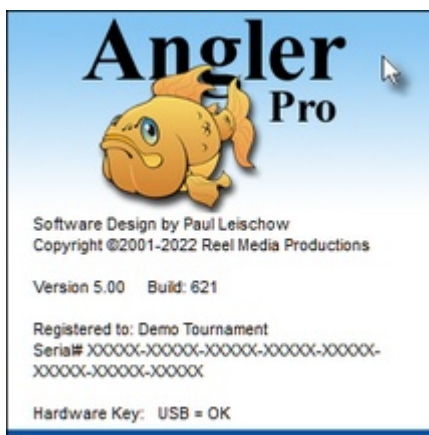 Angler
Pro
Software Design by Paul Leischow
Copyright ©2001-2022 Reel Media Productions
Version 5.00 Build: 621
Registered to: Demo Tournament
Serial# XXXXX-XXXXX-XXXXX-XXXXX-XXXXX-
XXXXX-XXXXX-XXXXX
Hardware Key: USB = OK